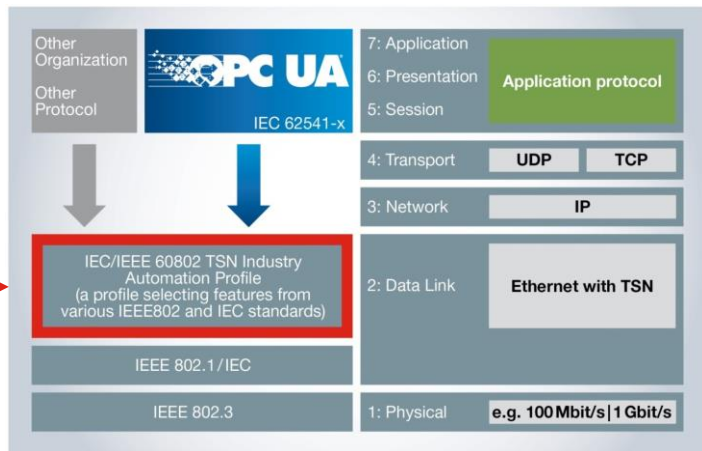 Other
Organization
Other
Protocol
OPC UA
IEC 62541-x
IEC/IEEE 60802 TSN Industry
Automation Profile
(a profile selecting features from
various IEEE802 and IEC standards)
IEEE 802.1/IEC
IEEE 802.3
7: Application
6: Presentation
5: Session
Application protocol
4: Transport
UDP
TCP
3: Network
IP
2: Data Link
Ethernet with TSN
1: Physical
e.g. 100 Mbit/s|1 Gbit/s